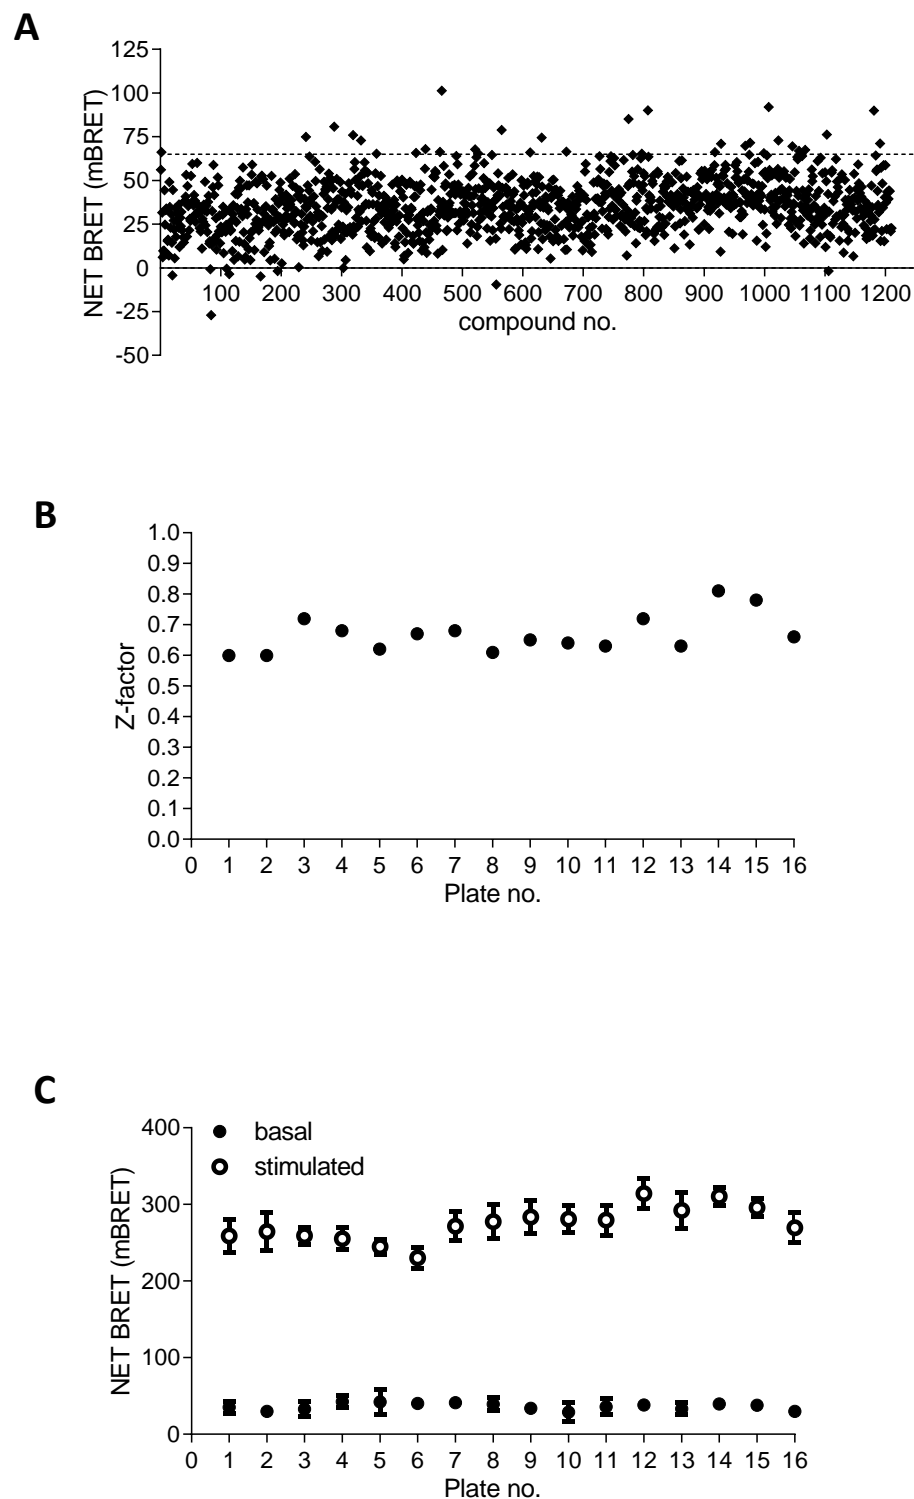 A
NET BRET (mBRET)
125
100
75
50
25
0
-25
-50
100 200 300 400 500 600 700 800 900 1000 1100 1200
compound no.
B
Z-factor
1.0
0.9
0.8
0.7
0.6
0.5
0.4
0.3
0.2
0.1
0.0
0 1 2 3 4 5 6 7 8 9 10 11 12 13 14 15 16
Plate no.
C
NET BRET (mBRET)
400
300
200
100
0
basal
stimulated
0 1 2 3 4 5 6 7 8 9 10 11 12 13 14 15 16
Plate no.